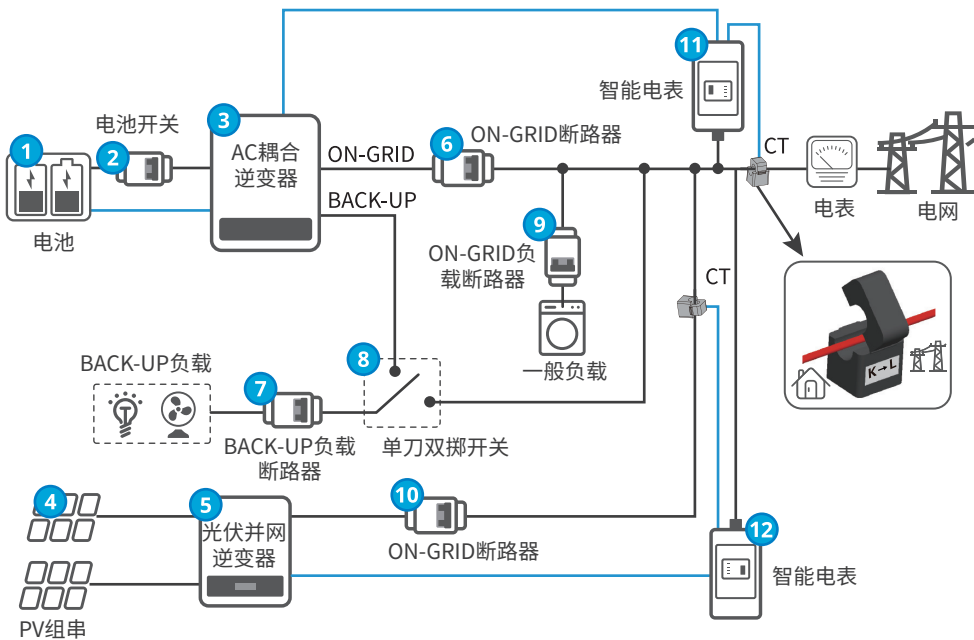 11
智能电表
3
电池开关
6
ON-GRID断路器
CT
1
2
AC耦合
逆变器
ON-GRID
BACK-UP
电池
电表
电网
9
ON-GRID负
载断路器
CT
一般负载
K→L
BACK-UP负载
7
8
BACK-UP负载
断路器
单刀双掷开关
4
5
10
光伏并网
逆变器
ON-GRID断路器
12
智能电表
PV组串